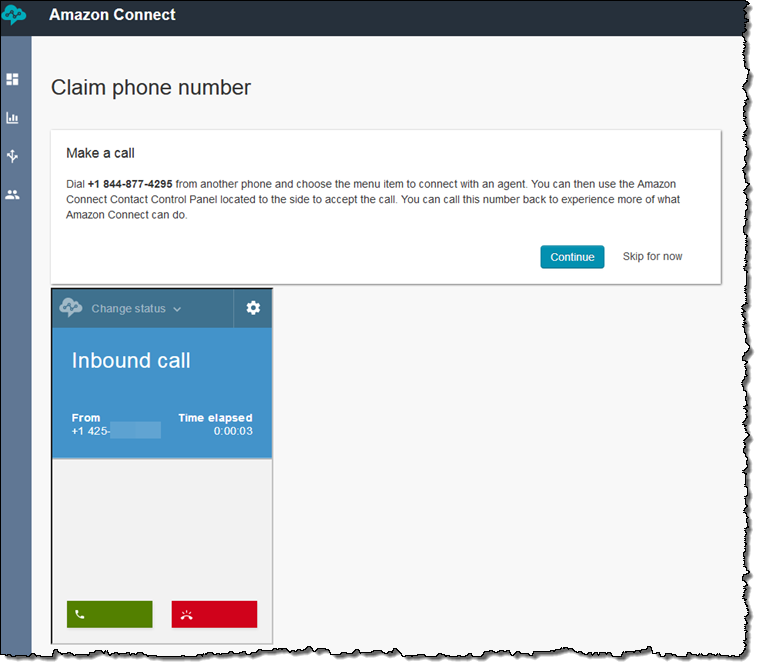 Amazon Connect
Claim phone number
Make a call
Dial +1 844-877-4295 from another phone and choose the menu item to connect with an agent. You can then use the Amazon
Connect Contact Control Panel located to the side to accept the call. You can call this number back to experience more of what
Amazon Connect can do.
Continue Skip for now
Change status
Inbound call
From Time elapsed
+1 425- 0:00:03